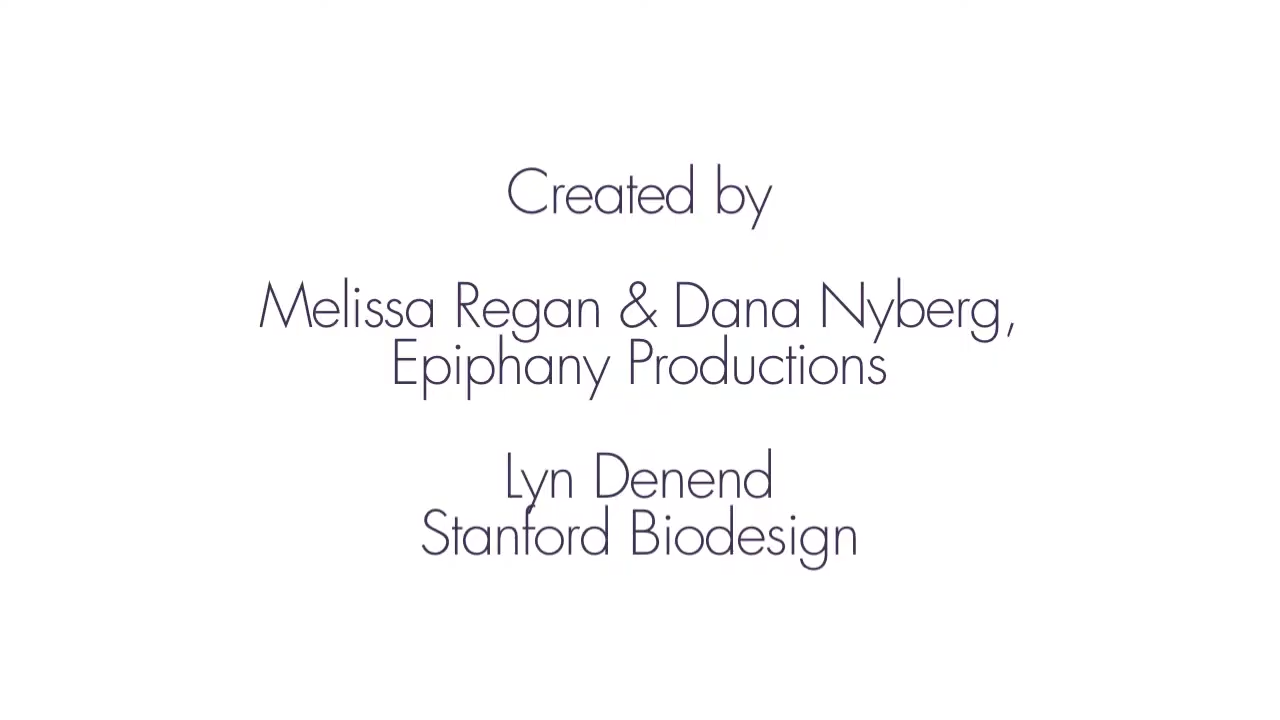 Created by
Melissa Regan & Dana Nyberg,
Epiphany Productions
Lyn Denend
Stanford Biodesign